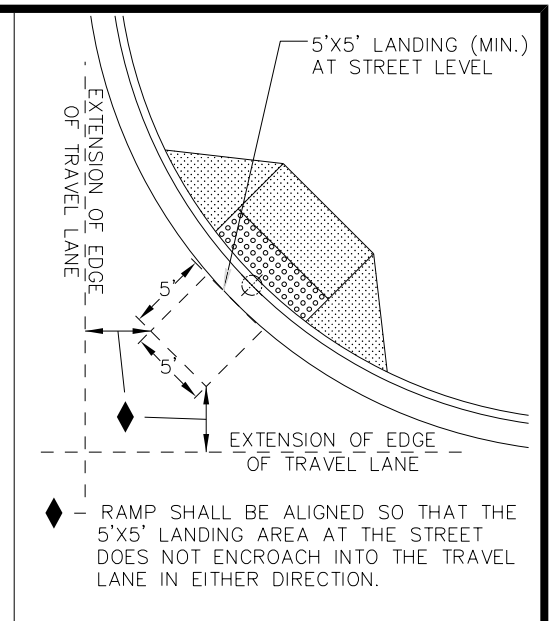 5'X5' LANDING (MIN.)
AT STREET LEVEL
EXTENSION OF EDGE
OF TRAVEL LANE
5'
5'
EXTENSION OF EDGE
OF TRAVEL LANE
– RAMP SHALL BE ALIGNED SO THAT THE
5'X5' LANDING AREA AT THE STREET
DOES NOT ENCROACH INTO THE TRAVEL
LANE IN EITHER DIRECTION.